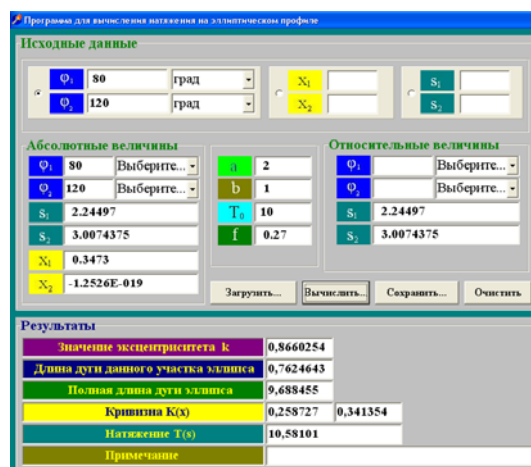 Программа для вычисления натяжения на эллиптическом профиле
Исходные данные
φ₁ 80 град X₁ s₁
φ₂ 120 град X₂ s₂
Абсолютные величины Относительные величины
φ₁ 80 Выберите... a 2 φ₁ Выберите...
φ₂ 120 Выберите... b 1 φ₂ Выберите...
s₁ 2.24497 T₀ 10 s₁ 2.24497
s₂ 3.0074375 f 0.27 s₂ 3.0074375
X₁ 0.3473
X₂ -1.2526E-019
Загрузить... Вычислить... Сохранить... Очистить
Результаты
Значение эксцентриситета k 0,8660254
Длина дуги данного участка эллипса 0,7624643
Полная длина дуги эллипса 9,688455
Кривизна K(x) 0,258727 0,341354
Натяжение T(s) 10,58101
Примечание